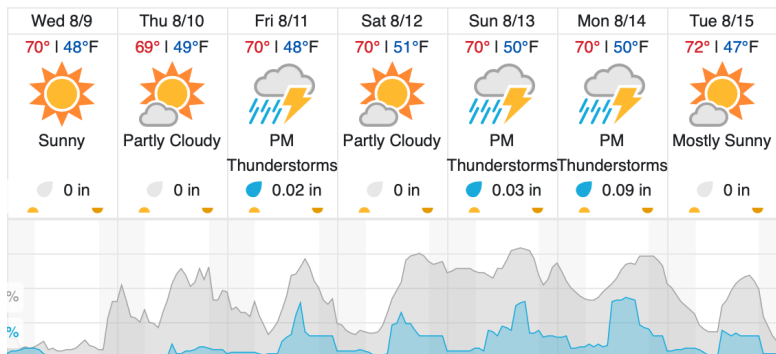 Wed 8/9 Thu 8/10 Fri 8/11 Sat 8/12 Sun 8/13 Mon 8/14 Tue 8/15
70° | 48°F 69° | 49°F 70° | 48°F 70° | 51°F 70° | 50°F 70° | 50°F 72° | 47°F
Sunny Partly Cloudy PM Partly Cloudy PM PM Mostly Sunny
Thunderstorms Thunderstorms Thunderstorms
0 in 0 in 0.02 in 0 in 0.03 in 0.09 in 0 in
%
%